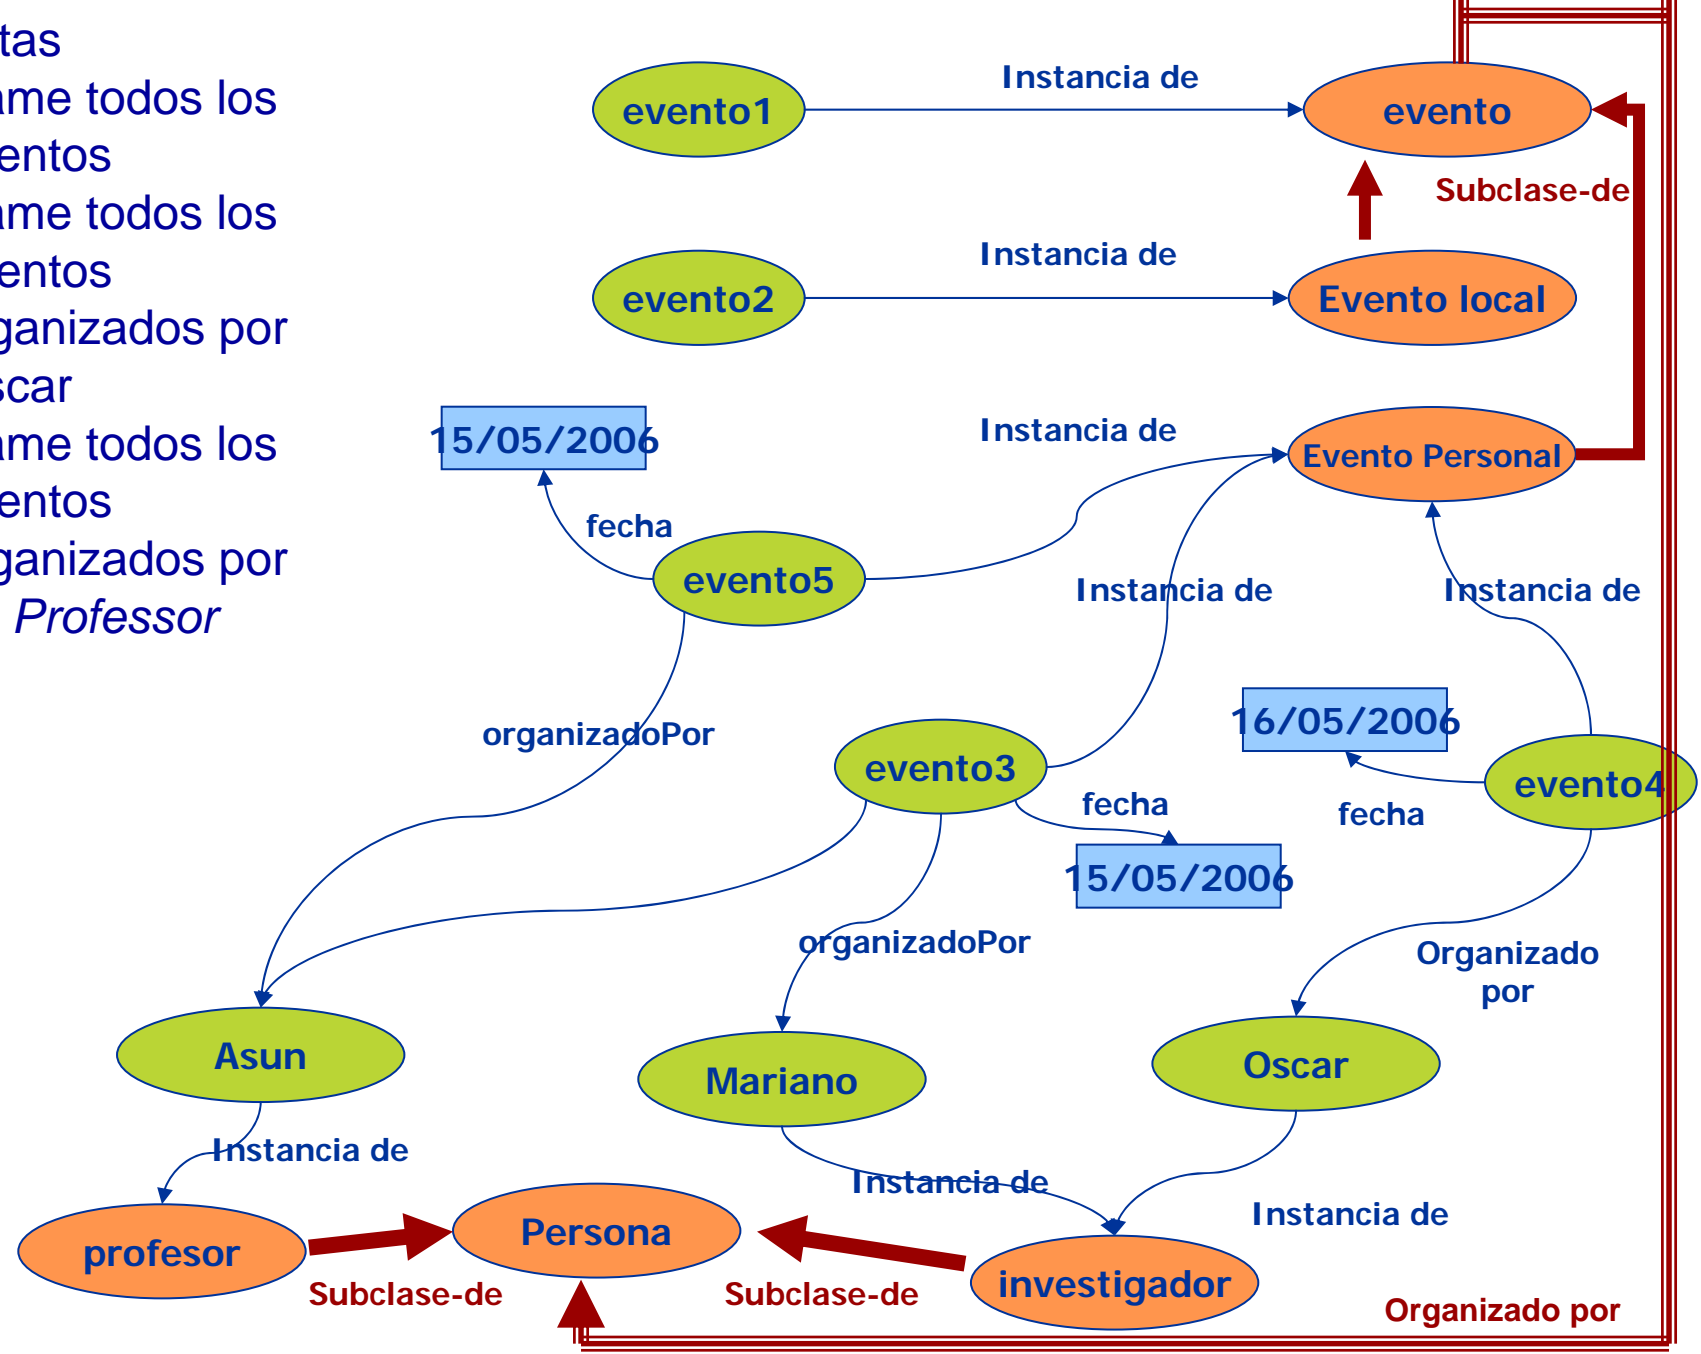 tas
ame todos los
entos
ame todos los
entos
ganizados por
scar
ame todos los
entos
ganizados por
Professor
evento1
Instancia de
evento
Subclase-de
evento2
Instancia de
Evento local
15/05/2006
Instancia de
Evento Personal
fecha
evento5
Instancia de
Instancia de
organizadoPor
evento3
16/05/2006
evento4
fecha
fecha
15/05/2006
organizadoPor
Organizado
por
Asun
Mariano
Oscar
Instancia de
Instancia de
Instancia de
profesor
Persona
investigador
Subclase-de
Subclase-de
Organizado por